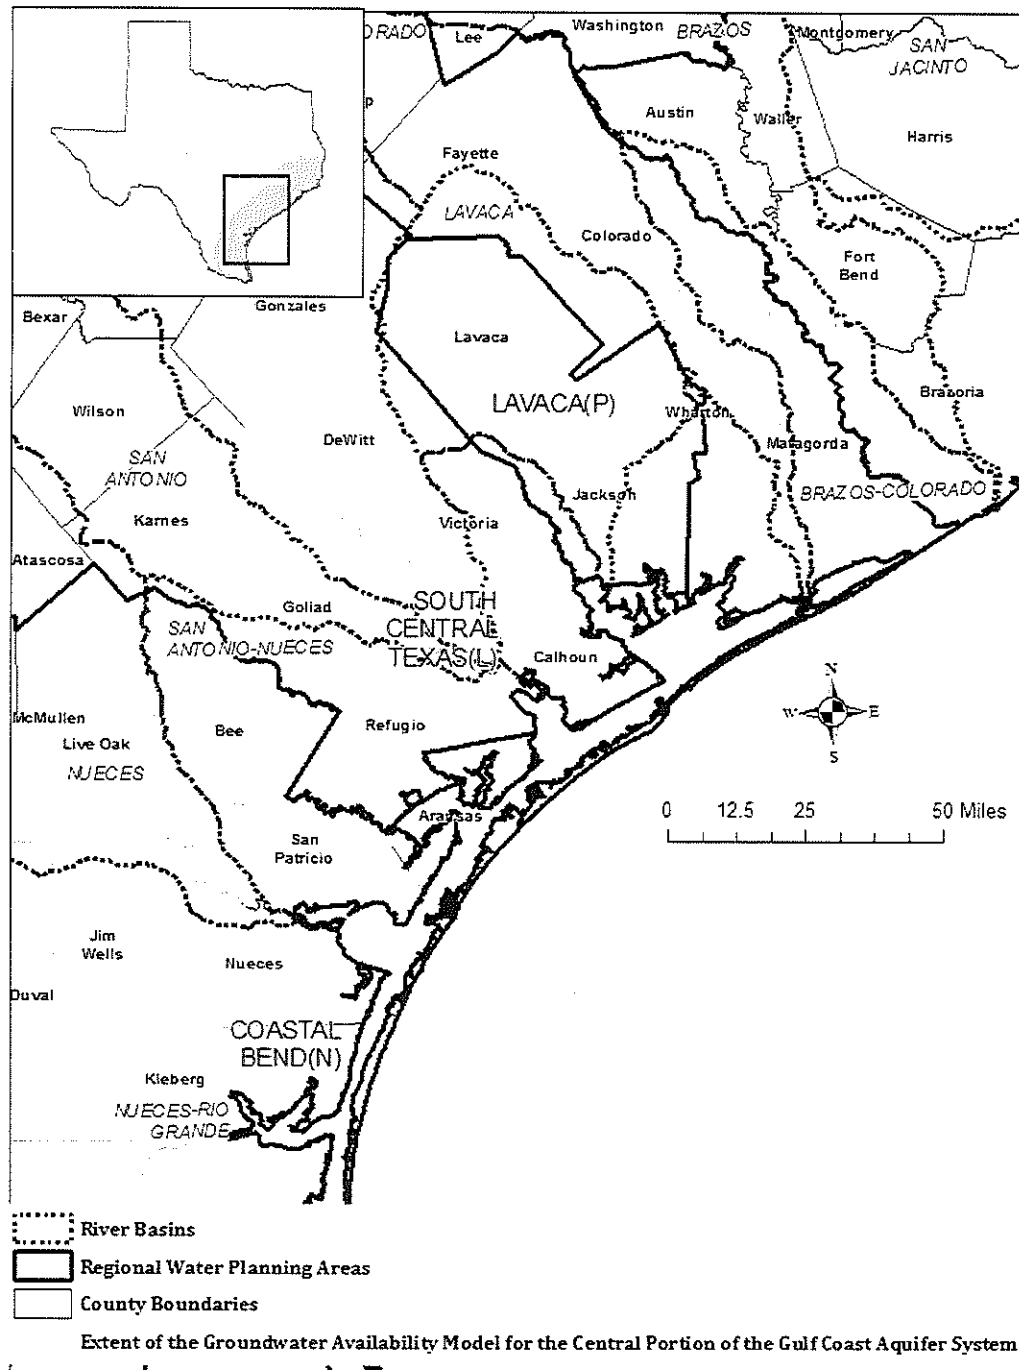 ORADO
Lee
Washington
BRAZOS
Montgomery
SAN
JACINTO
p
Austin
Waller
Harris
Fayette
LAVACA
Colorado
Fort
Bend
Bexar
Gonzales
Lavaca
Brazoria
Wilson
LAVACA(P)
Wharton
DeWitt
Matagorda
SAN
ANTONIO
Jackson
BRAZOS-COLORADO
Karnes
Victoria
Atascosa
Goliad
SOUTH
CENTRAL
TEXAS(L)
SAN
ANTONIO-NUECES
Calhoun
N
W E
S
McMullen
Live Oak
Bee
Refugio
NUECES
0 12.5 25 50 Miles
Aransas
San
Patricio
Jim
Wells
Nueces
Duval
COASTAL
BEND(N)
Kleberg
NUECES-RIO
GRANDE
River Basins
Regional Water Planning Areas
County Boundaries
Extent of the Groundwater Availability Model for the Central Portion of the Gulf Coast Aquifer System